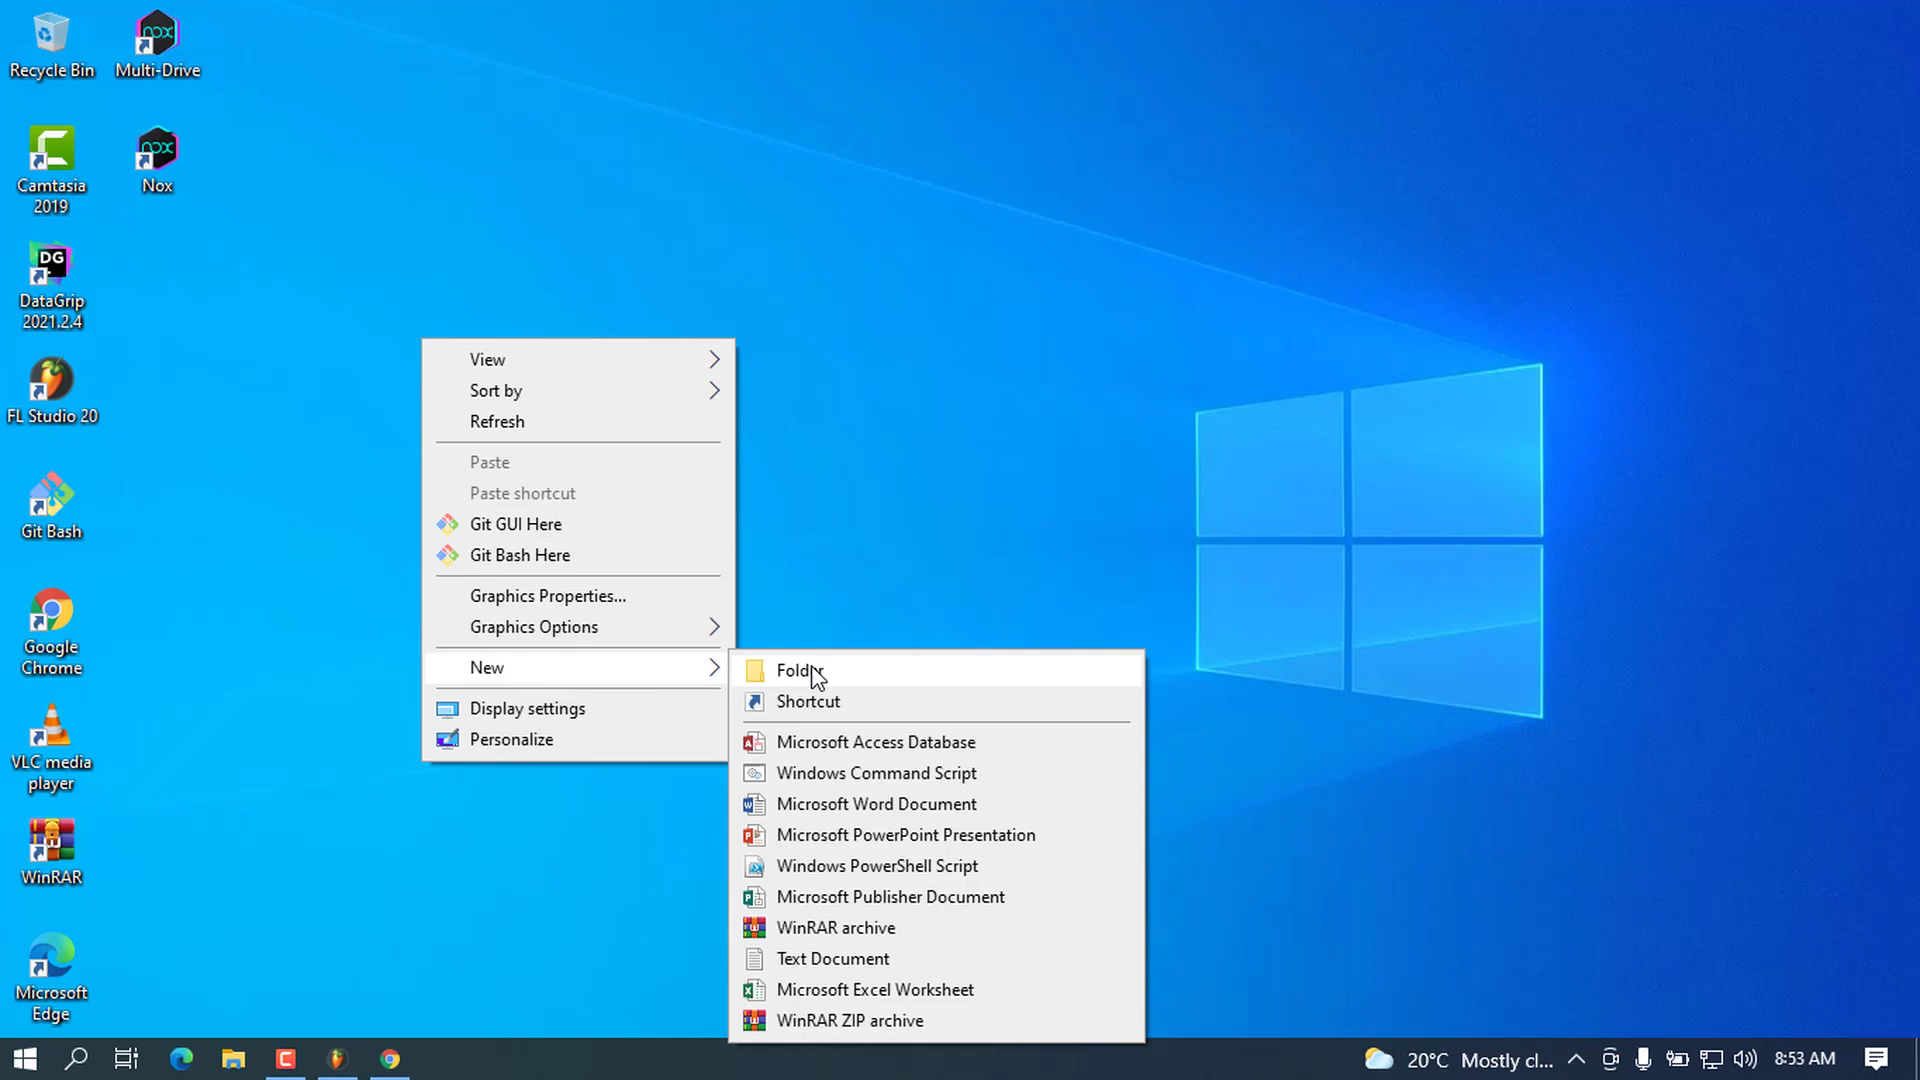 Recycle Bin
Multi-Drive
Camtasia
2019
Nox
DataGrip
2021.2.4
FL Studio 20
Git Bash
Google
Chrome
VLC media
player
WinRAR
Microsoft
Edge
View
Sort by
Refresh
Paste
Paste shortcut
Git GUI Here
Git Bash Here
Graphics Properties...
Graphics Options
New
Display settings
Personalize
Folder
Shortcut
Microsoft Access Database
Windows Command Script
Microsoft Word Document
Microsoft PowerPoint Presentation
Windows PowerShell Script
Microsoft Publisher Document
WinRAR archive
Text Document
Microsoft Excel Worksheet
WinRAR ZIP archive
20°C Mostly cl... 8:53 AM